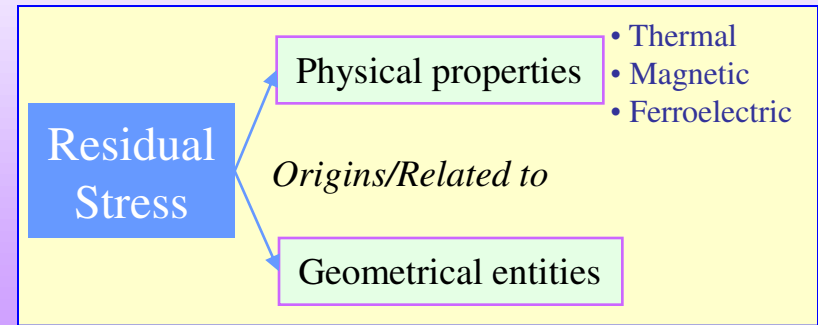 Physical properties
• Thermal
• Magnetic
• Ferroelectric
Residual
Stress
Origins/Related to
Geometrical entities